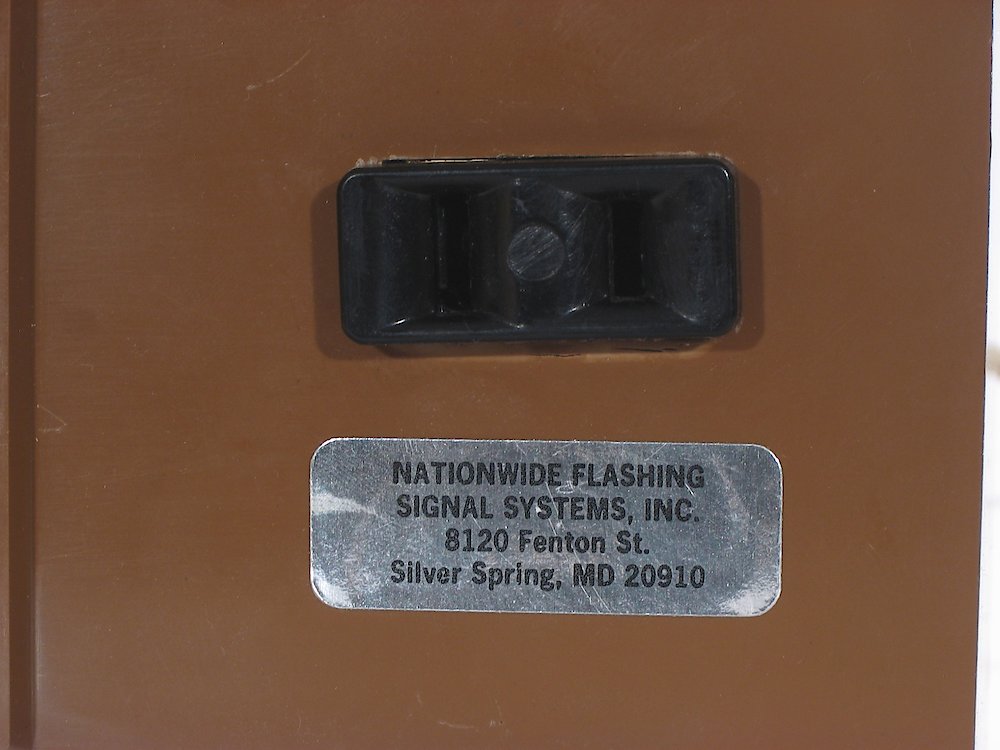 NATIONWIDE FLASHING
SIGNAL SYSTEMS, INC.
8120 Fenton St.
Silver Spring, MD 20910